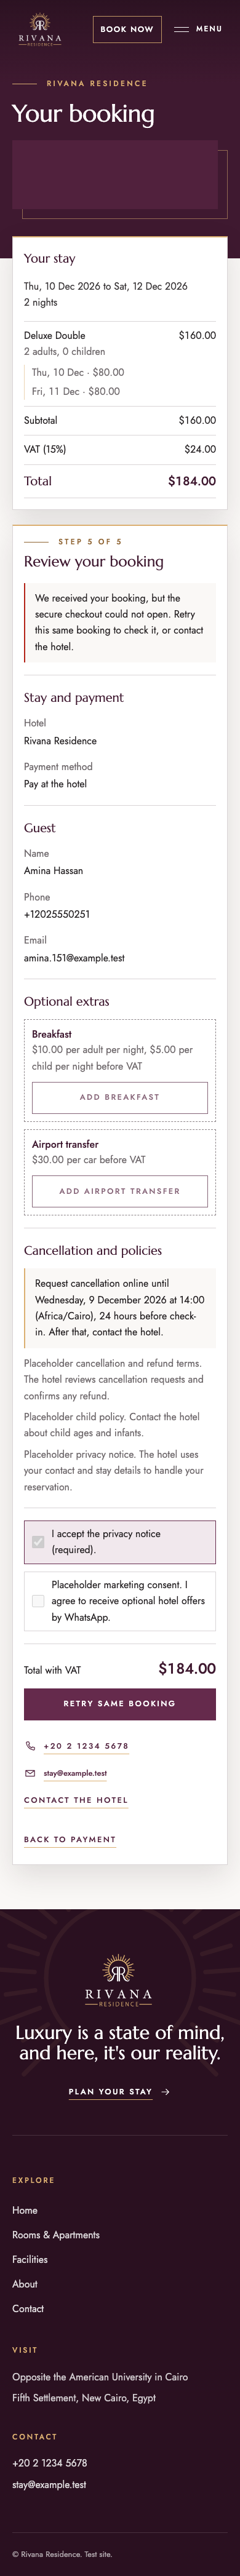 RIVANA
RESIDENCE
BOOK NOW
MENU
RIVANA RESIDENCE
Your booking
Your stay
Thu, 10 Dec 2026 to Sat, 12 Dec 2026
2 nights
Deluxe Double $160.00
2 adults, 0 children
Thu, 10 Dec · $80.00
Fri, 11 Dec · $80.00
Subtotal $160.00
VAT (15%) $24.00
Total $184.00
STEP 5 OF 5
Review your booking
We received your booking, but the
secure checkout could not open. Retry
this same booking to check it, or contact
the hotel.
Stay and payment
Hotel
Rivana Residence
Payment method
Pay at the hotel
Guest
Name
Amina Hassan
Phone
+12025550251
Email
amina.151@example.test
Optional extras
Breakfast
$10.00 per adult per night, $5.00 per
child per night before VAT
ADD BREAKFAST
Airport transfer
$30.00 per car before VAT
ADD AIRPORT TRANSFER
Cancellation and policies
Request cancellation online until
Wednesday, 9 December 2026 at 14:00
(Africa/Cairo), 24 hours before check-
in. After that, contact the hotel.
Placeholder cancellation and refund terms.
The hotel reviews cancellation requests and
confirms any refund.
Placeholder child policy. Contact the hotel
about child ages and infants.
Placeholder privacy notice. The hotel uses
your contact and stay details to handle your
reservation.
I accept the privacy notice
(required).
Placeholder marketing consent. I
agree to receive optional hotel offers
by WhatsApp.
Total with VAT $184.00
RETRY SAME BOOKING
+20 2 1234 5678
stay@example.test
CONTACT THE HOTEL
BACK TO PAYMENT
RIVANA
RESIDENCE
Luxury is a state of mind,
and here, it's our reality.
PLAN YOUR STAY
EXPLORE
Home
Rooms & Apartments
Facilities
About
Contact
VISIT
Opposite the American University in Cairo
Fifth Settlement, New Cairo, Egypt
CONTACT
+20 2 1234 5678
stay@example.test
© Rivana Residence. Test site.